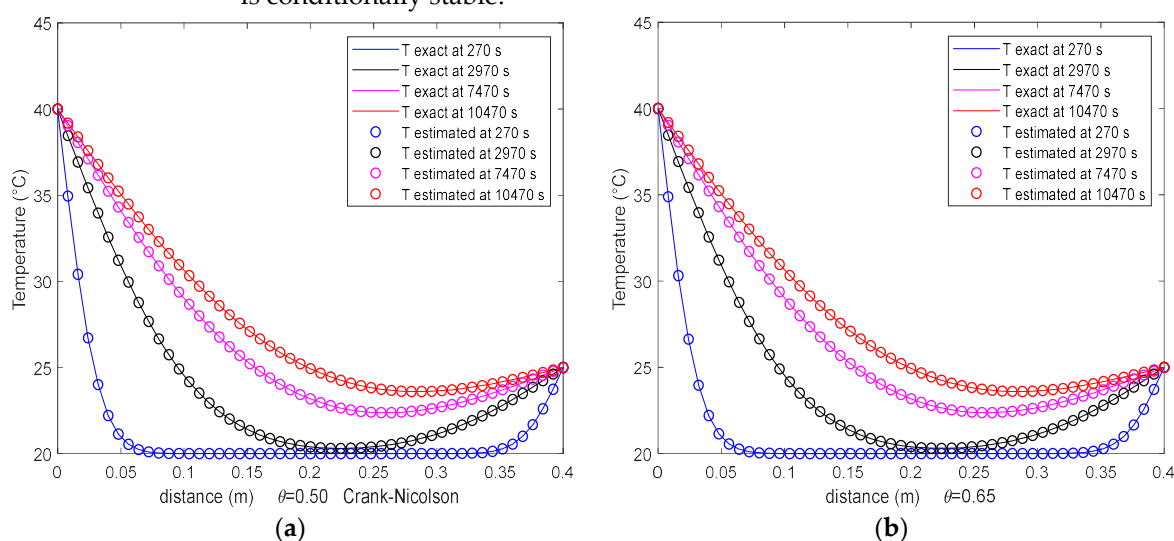 is conditionally stable.
45
40
35
30
25
20
Temperature (°C)
T exact at 270 s
T exact at 2970 s
T exact at 7470 s
T exact at 10470 s
T estimated at 270 s
T estimated at 2970 s
T estimated at 7470 s
T estimated at 10470 s
0 0.05 0.1 0.15 0.2 0.25 0.3 0.35 0.4
distance (m) θ=0.50 Crank-Nicolson
(a)
45
40
35
30
25
20
Temperature (°C)
T exact at 270 s
T exact at 2970 s
T exact at 7470 s
T exact at 10470 s
T estimated at 270 s
T estimated at 2970 s
T estimated at 7470 s
T estimated at 10470 s
0 0.05 0.1 0.15 0.2 0.25 0.3 0.35 0.4
distance (m) θ=0.65
(b)